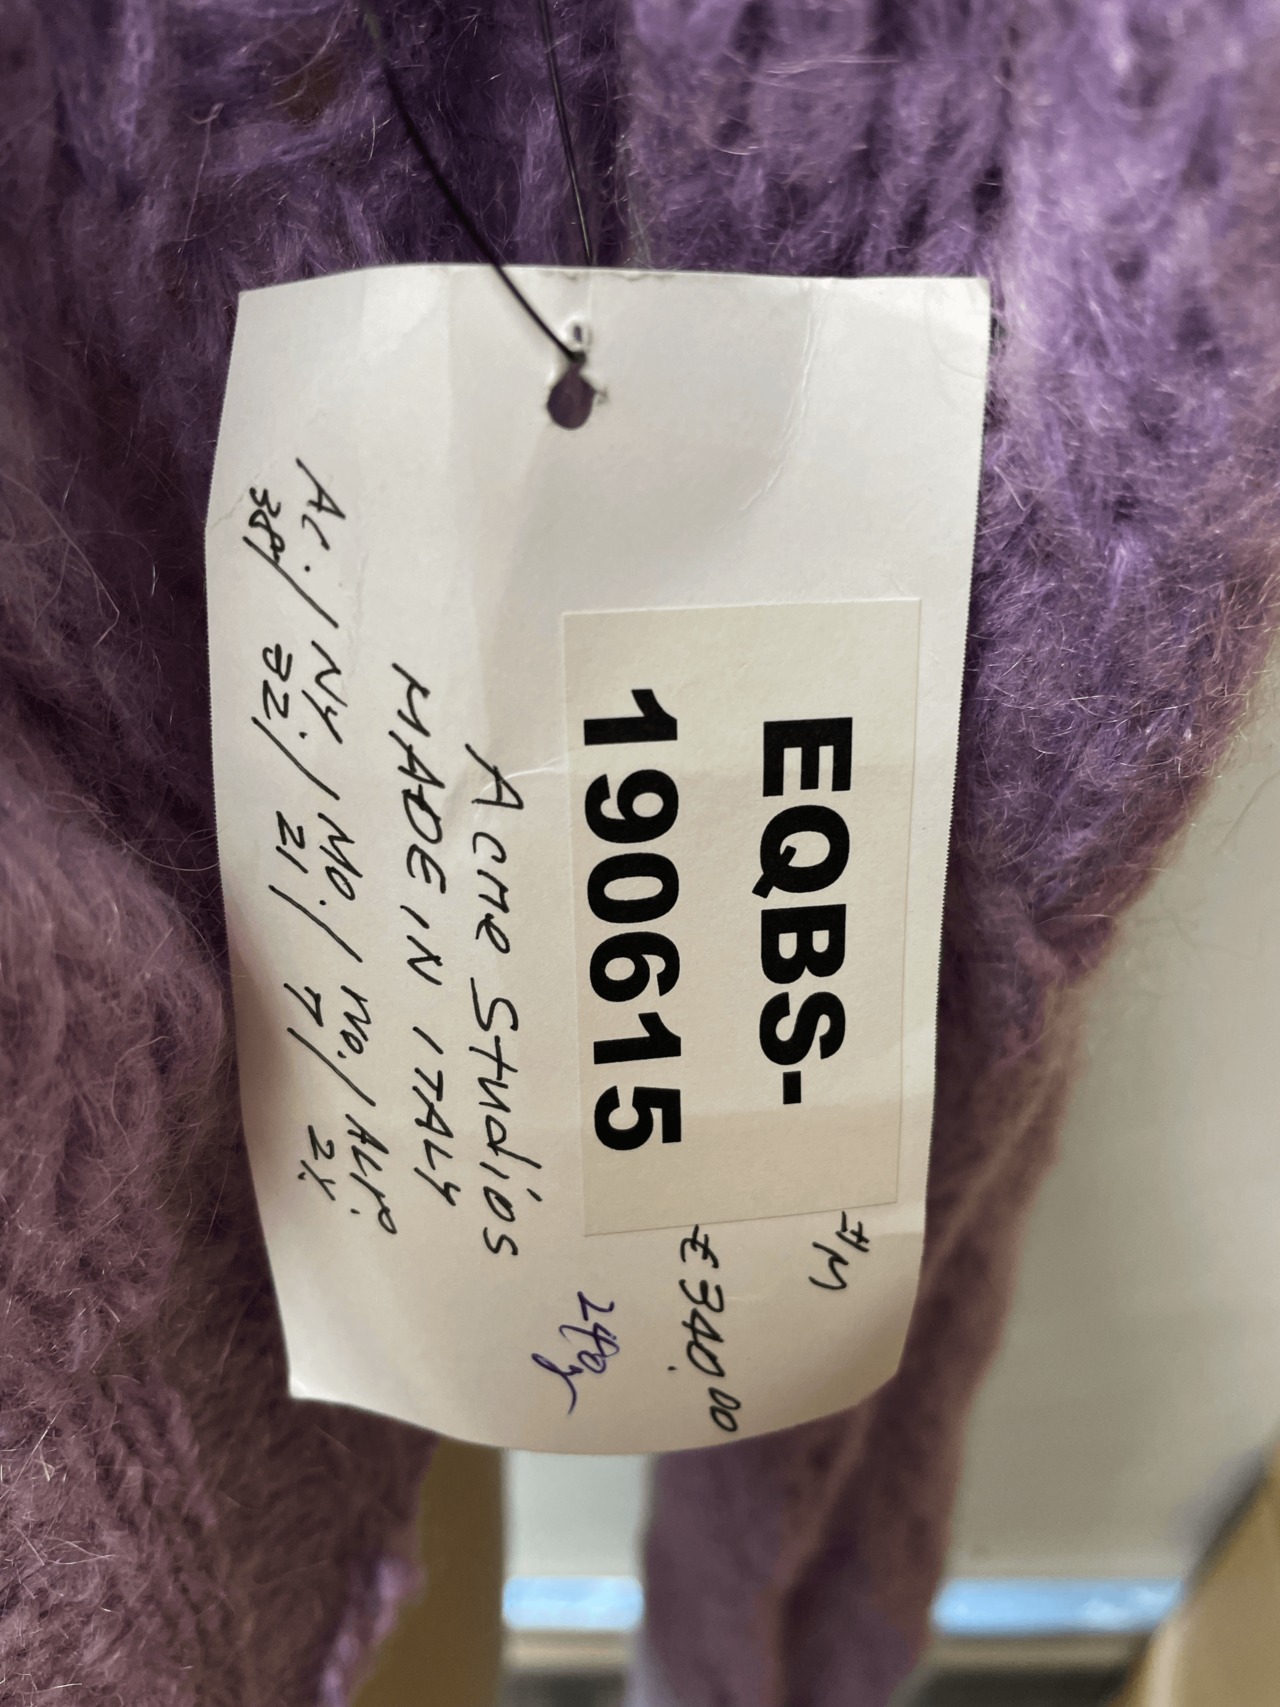 EQBS-
190615
#M
€340.00
240gr
Acne Studios
MADE IN ITALY
Ac./NY./Mo./Wo./Alp.
38%/32/21/7/2%